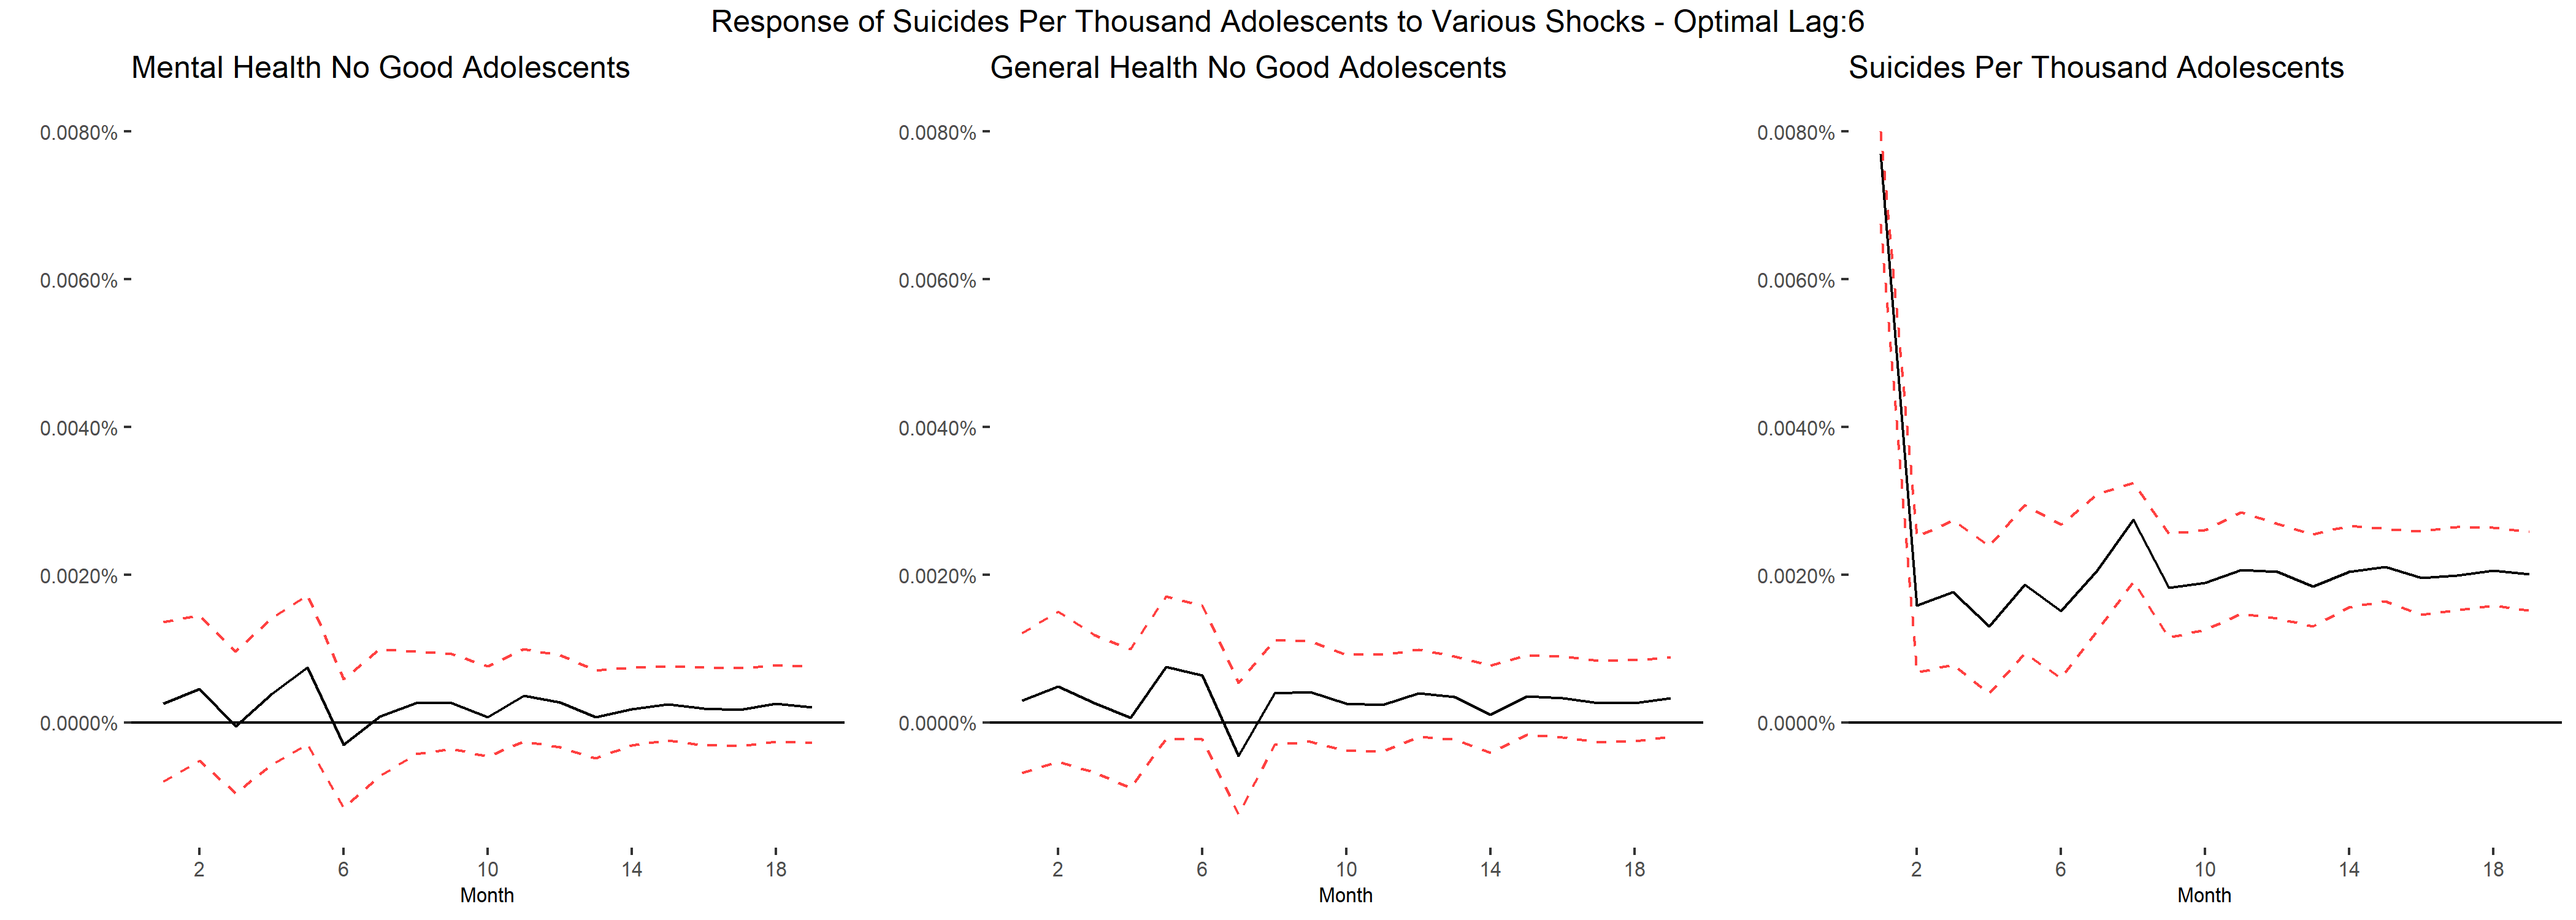 Response of Suicides Per Thousand Adolescents to Various Shocks - Optimal Lag:6
Mental Health No Good Adolescents
0.0080%
0.0060%
0.0040%
0.0020%
0.0000%
2 6 10 14 18
Month
General Health No Good Adolescents
0.0080%
0.0060%
0.0040%
0.0020%
0.0000%
2 6 10 14 18
Month
Suicides Per Thousand Adolescents
0.0080%
0.0060%
0.0040%
0.0020%
0.0000%
2 6 10 14 18
Month